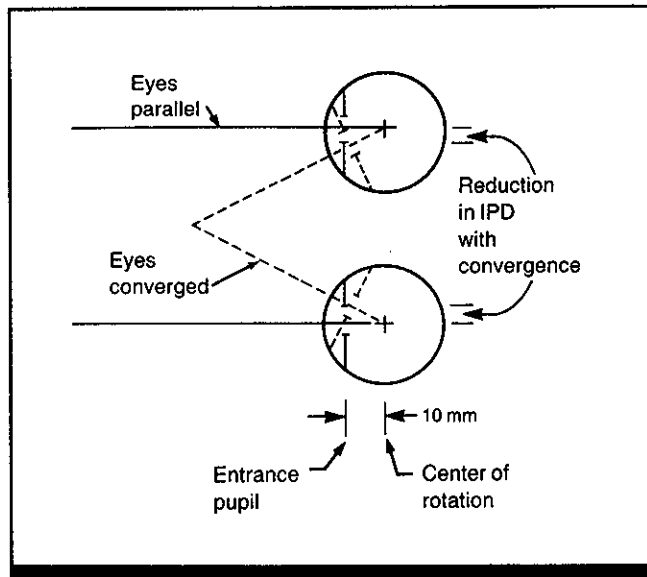 Eyes
parallel
Reduction
in IPD
with
convergence
Eyes
converged
10 mm
Entrance
pupil
Center of
rotation